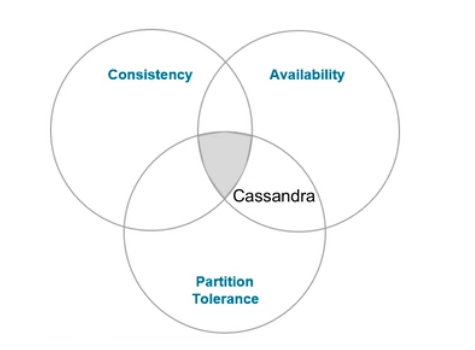 Consistency
Availability
Cassandra
Partition
Tolerance